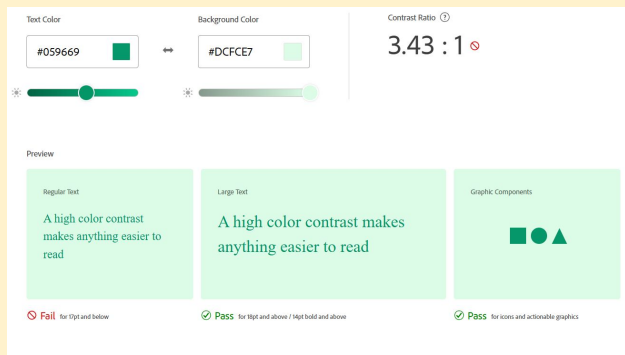 Text Color
Background Color
Contrast Ratio ?
#059669
#DCFCE7
3.43 : 1
Preview
Regular Text
A high color contrast
makes anything easier to
read
Large Text
A high color contrast makes
anything easier to read
Graphic Components
Fail for 17pt and below
Pass for 18pt and above / 14pt bold and above
Pass for icons and actionable graphics